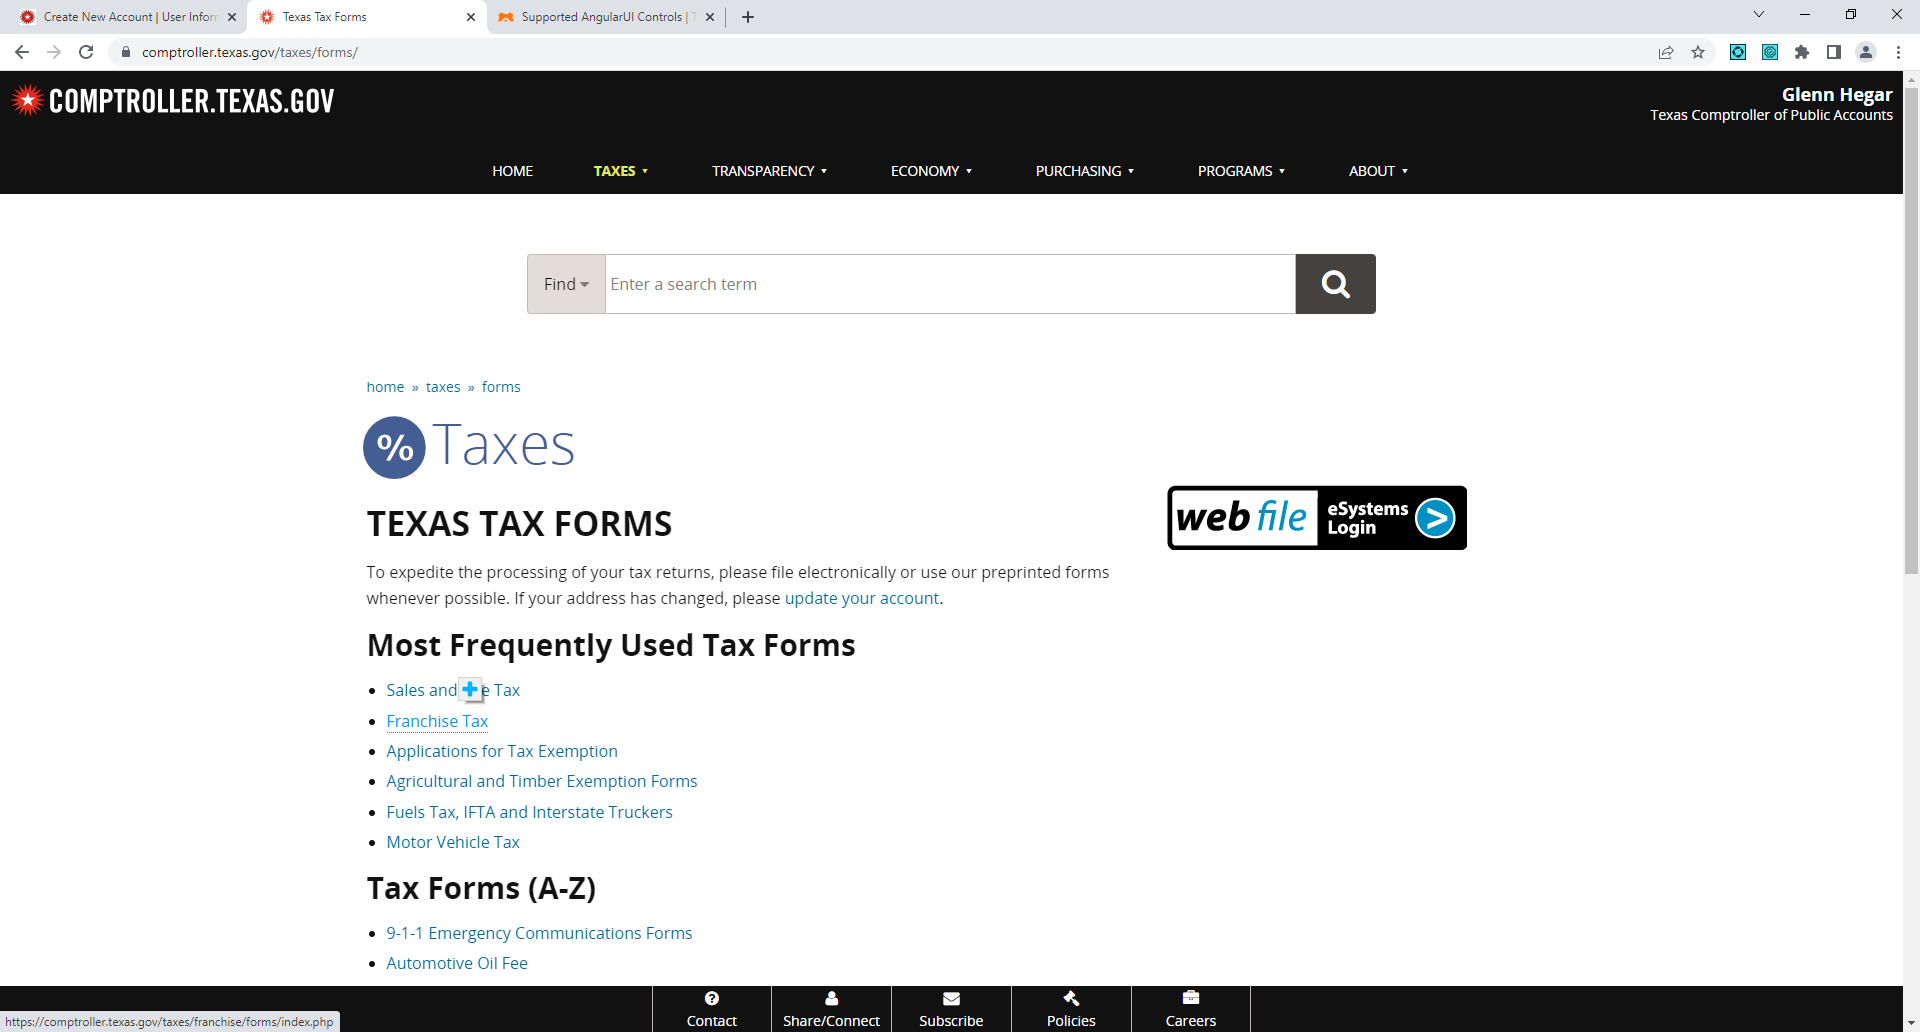 Create New Account | User Infor
Texas Tax Forms
Supported AngularUI Controls |
comptroller.texas.gov/taxes/forms/
COMPTROLLER.TEXAS.GOV
Glenn Hegar
Texas Comptroller of Public Accounts
HOME TAXES TRANSPARENCY ECONOMY PURCHASING PROGRAMS ABOUT
Find
Enter a search term
home » taxes » forms
% Taxes
web file eSystems Login
TEXAS TAX FORMS
To expedite the processing of your tax returns, please file electronically or use our preprinted forms
whenever possible. If your address has changed, please update your account.
Most Frequently Used Tax Forms
Sales and e Tax
Franchise Tax
Applications for Tax Exemption
Agricultural and Timber Exemption Forms
Fuels Tax, IFTA and Interstate Truckers
Motor Vehicle Tax
Tax Forms (A-Z)
9-1-1 Emergency Communications Forms
Automotive Oil Fee
Contact Share/Connect Subscribe Policies Careers
https://comptroller.texas.gov/taxes/franchise/forms/index.php